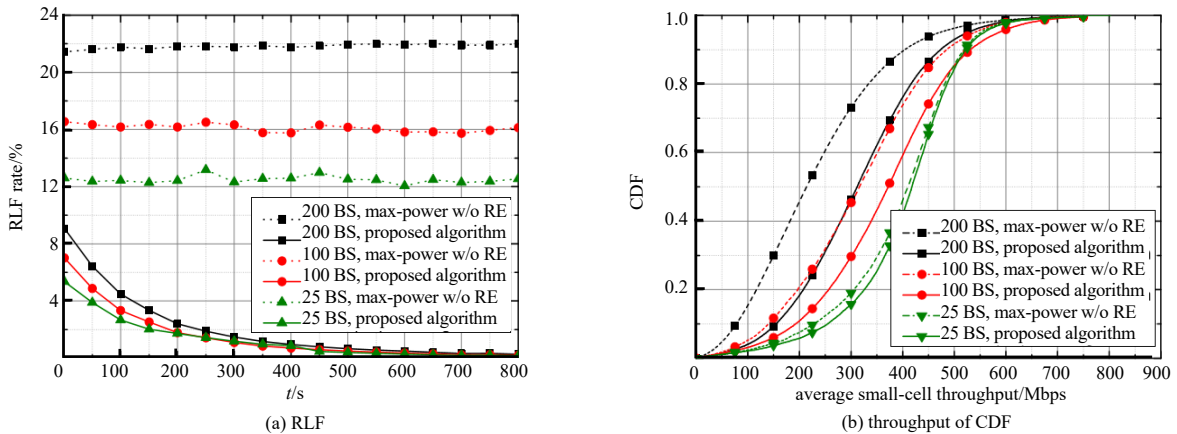 24
22
20
16
12
8
4
RLF rate/%
200 BS, max-power w/o RE
200 BS, proposed algorithm
100 BS, max-power w/o RE
100 BS, proposed algorithm
25 BS, max-power w/o RE
25 BS, proposed algorithm
0 100 200 300 400 500 600 700 800
t/s
(a) RLF
1.0
0.8
0.6
0.4
0.2
CDF
200 BS, max-power w/o RE
200 BS, proposed algorithm
100 BS, max-power w/o RE
100 BS, proposed algorithm
25 BS, max-power w/o RE
25 BS, proposed algorithm
0 100 200 300 400 500 600 700 800 900
average small-cell throughput/Mbps
(b) throughput of CDF